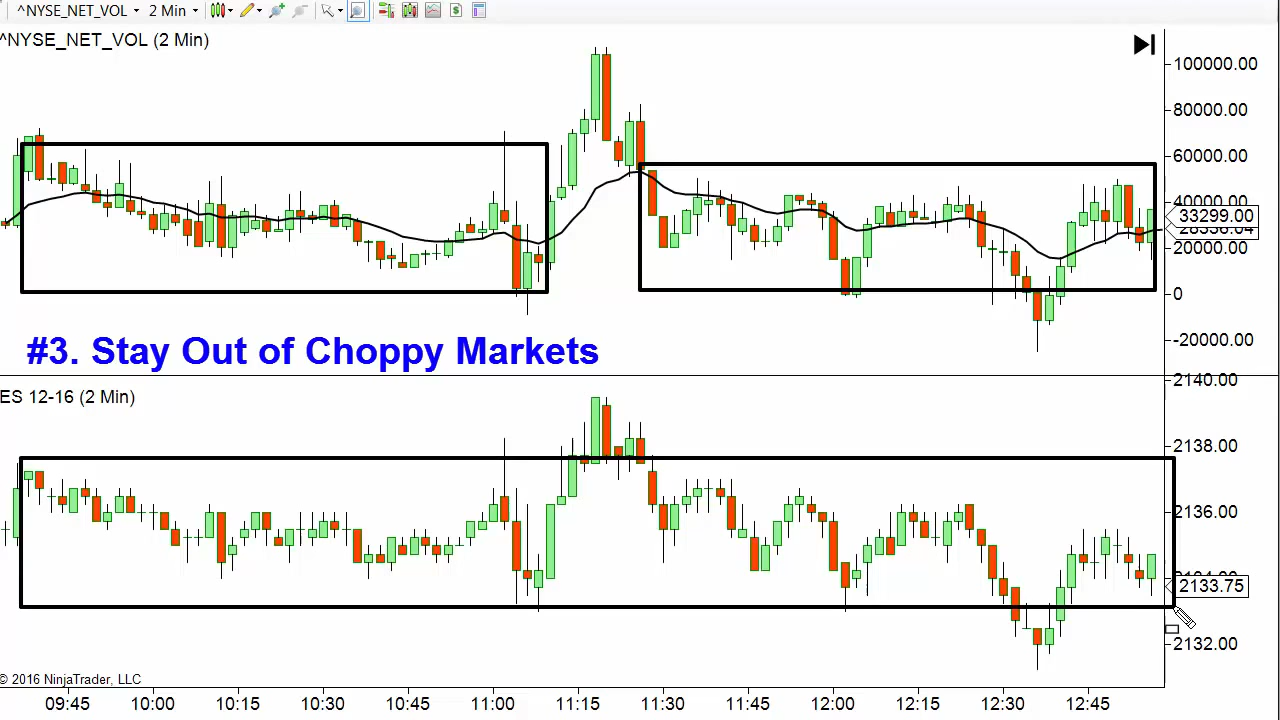 ^NYSE_NET_VOL 2 Min
^NYSE_NET_VOL (2 Min)
100000.00
80000.00
60000.00
40000.00
33299.00
20000.00
0
-20000.00
#3. Stay Out of Choppy Markets
2140.00
ES 12-16 (2 Min)
2138.00
2136.00
2133.75
2132.00
© 2016 NinjaTrader, LLC
09:45 10:00 10:15 10:30 10:45 11:00 11:15 11:30 11:45 12:00 12:15 12:30 12:45